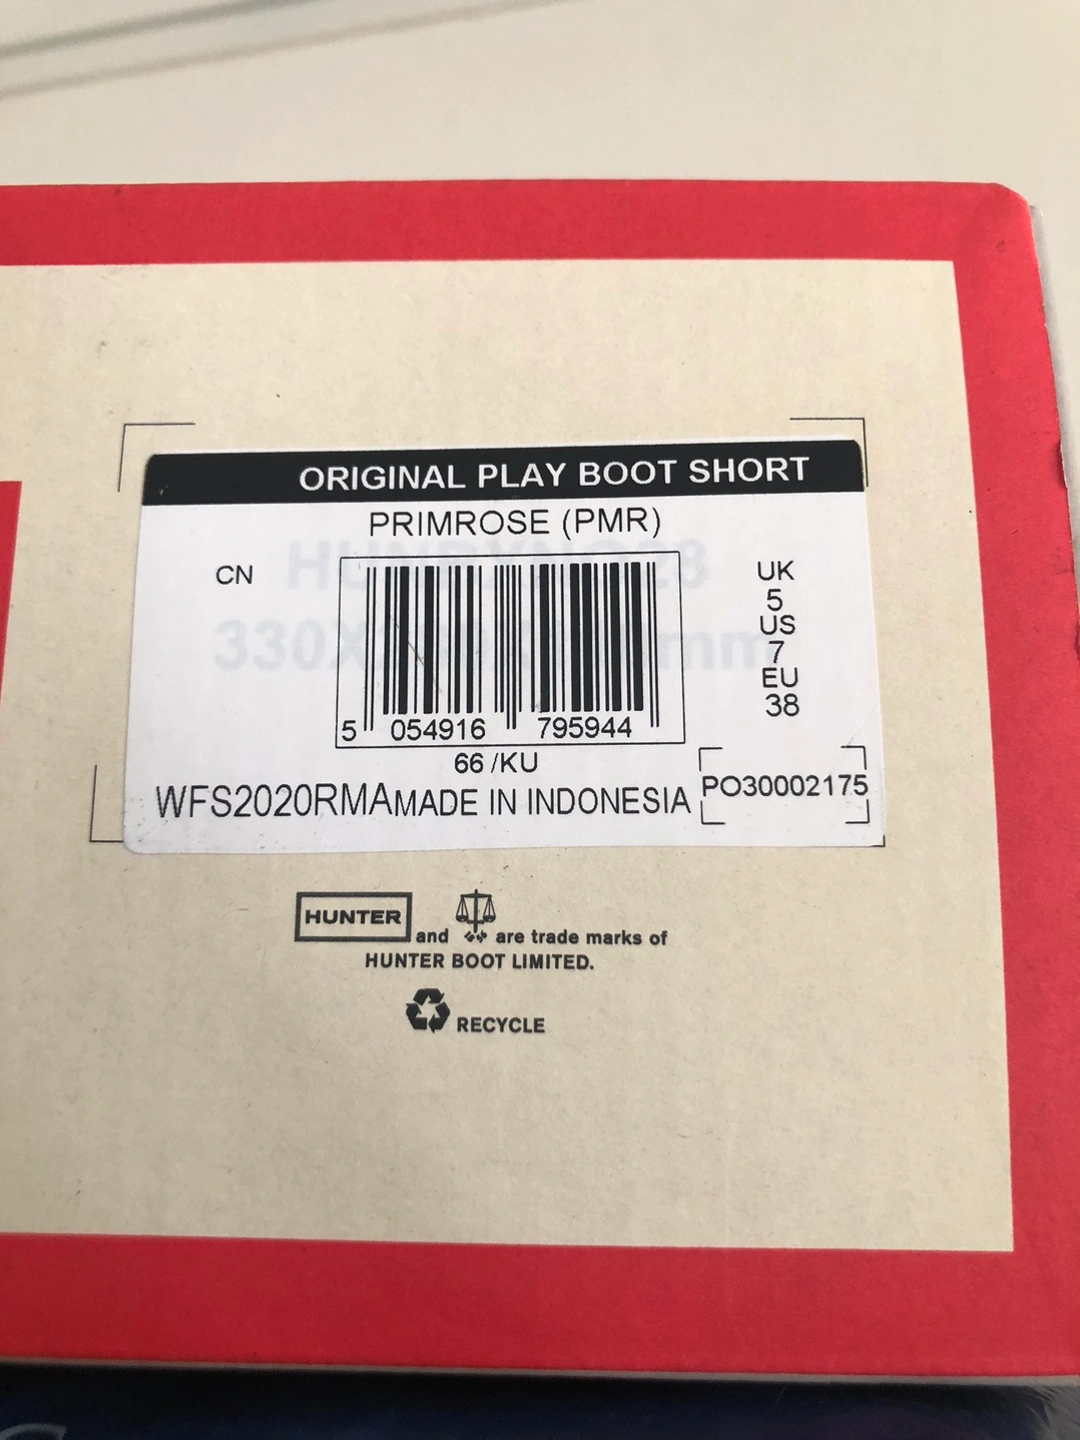 ORIGINAL PLAY BOOT SHORT
PRIMROSE (PMR)
CN
UK
5
US
7
EU
38
5 054916 795944
66 /KU
WFS2020RMA MADE IN INDONESIA
PO30002175
HUNTER and are trade marks of
HUNTER BOOT LIMITED.
RECYCLE